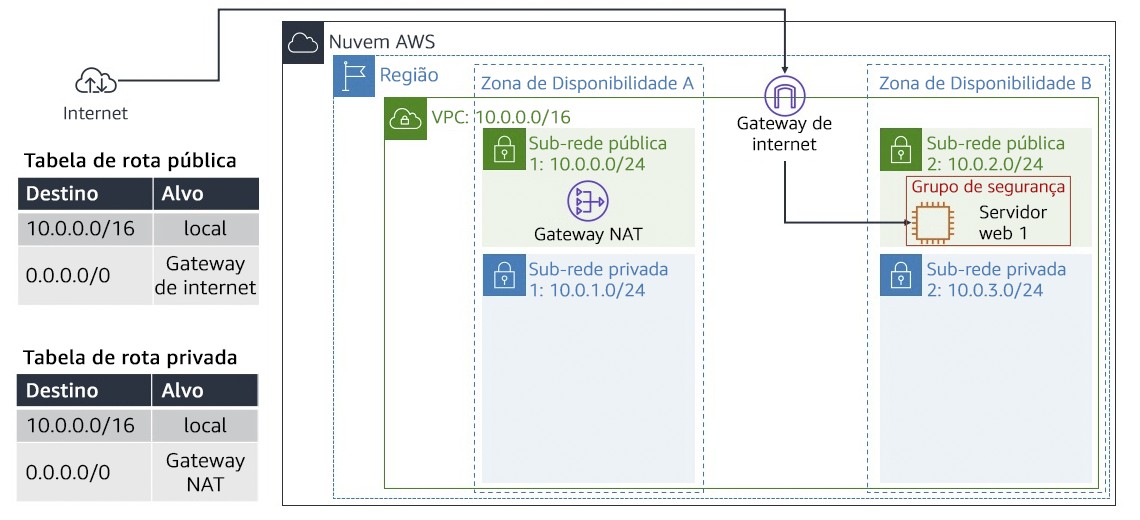 Nuvem AWS
Região
Zona de Disponibilidade A
Zona de Disponibilidade B
Internet
VPC: 10.0.0.0/16
Gateway de
internet
Sub-rede pública
1: 10.0.0.0/24
Gateway NAT
Sub-rede pública
2: 10.0.2.0/24
Grupo de segurança
Servidor
web 1
Sub-rede privada
1: 10.0.1.0/24
Sub-rede privada
2: 10.0.3.0/24
Tabela de rota pública
Destino Alvo
10.0.0.0/16 local
0.0.0.0/0 Gateway
de internet
Tabela de rota privada
Destino Alvo
10.0.0.0/16 local
0.0.0.0/0 Gateway
NAT